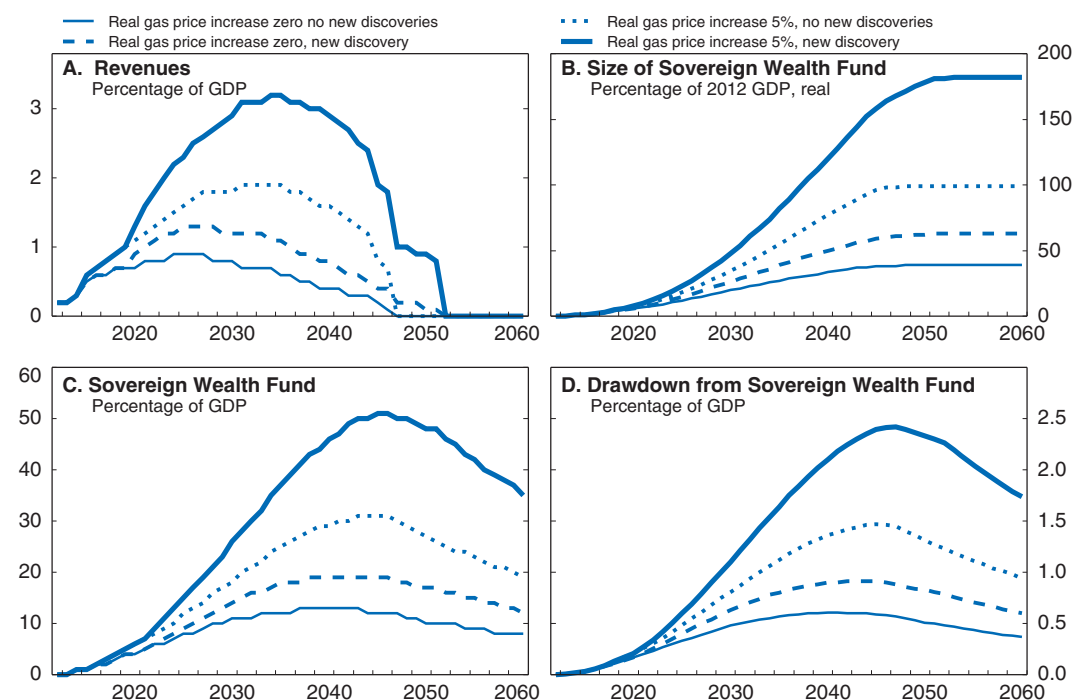 Real gas price increase zero no new discoveries
Real gas price increase zero, new discovery
Real gas price increase 5%, no new discoveries
Real gas price increase 5%, new discovery
A. Revenues
Percentage of GDP
3
2
1
0
2020 2030 2040 2050 2060
B. Size of Sovereign Wealth Fund
Percentage of 2012 GDP, real
200
150
100
50
0
2020 2030 2040 2050 2060
C. Sovereign Wealth Fund
Percentage of GDP
60
50
40
30
20
10
0
2020 2030 2040 2050 2060
D. Drawdown from Sovereign Wealth Fund
Percentage of GDP
2.5
2.0
1.5
1.0
0.5
0.0
2020 2030 2040 2050 2060